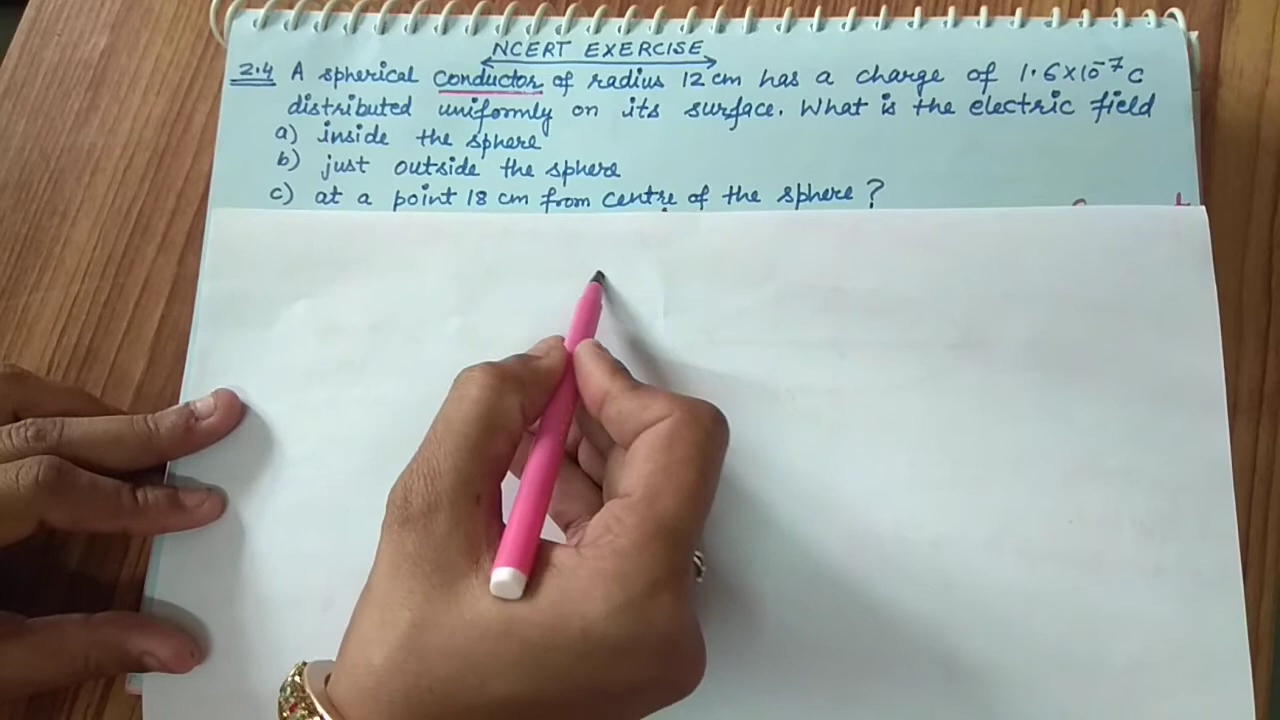 NCERT EXERCISE
2.4 A spherical conductor of radius 12 cm has a charge of 1.6×10⁻⁷ C
distributed uniformly on its surface. What is the electric field
a) inside the sphere
b) just outside the sphere
c) at a point 18 cm from centre of the sphere?